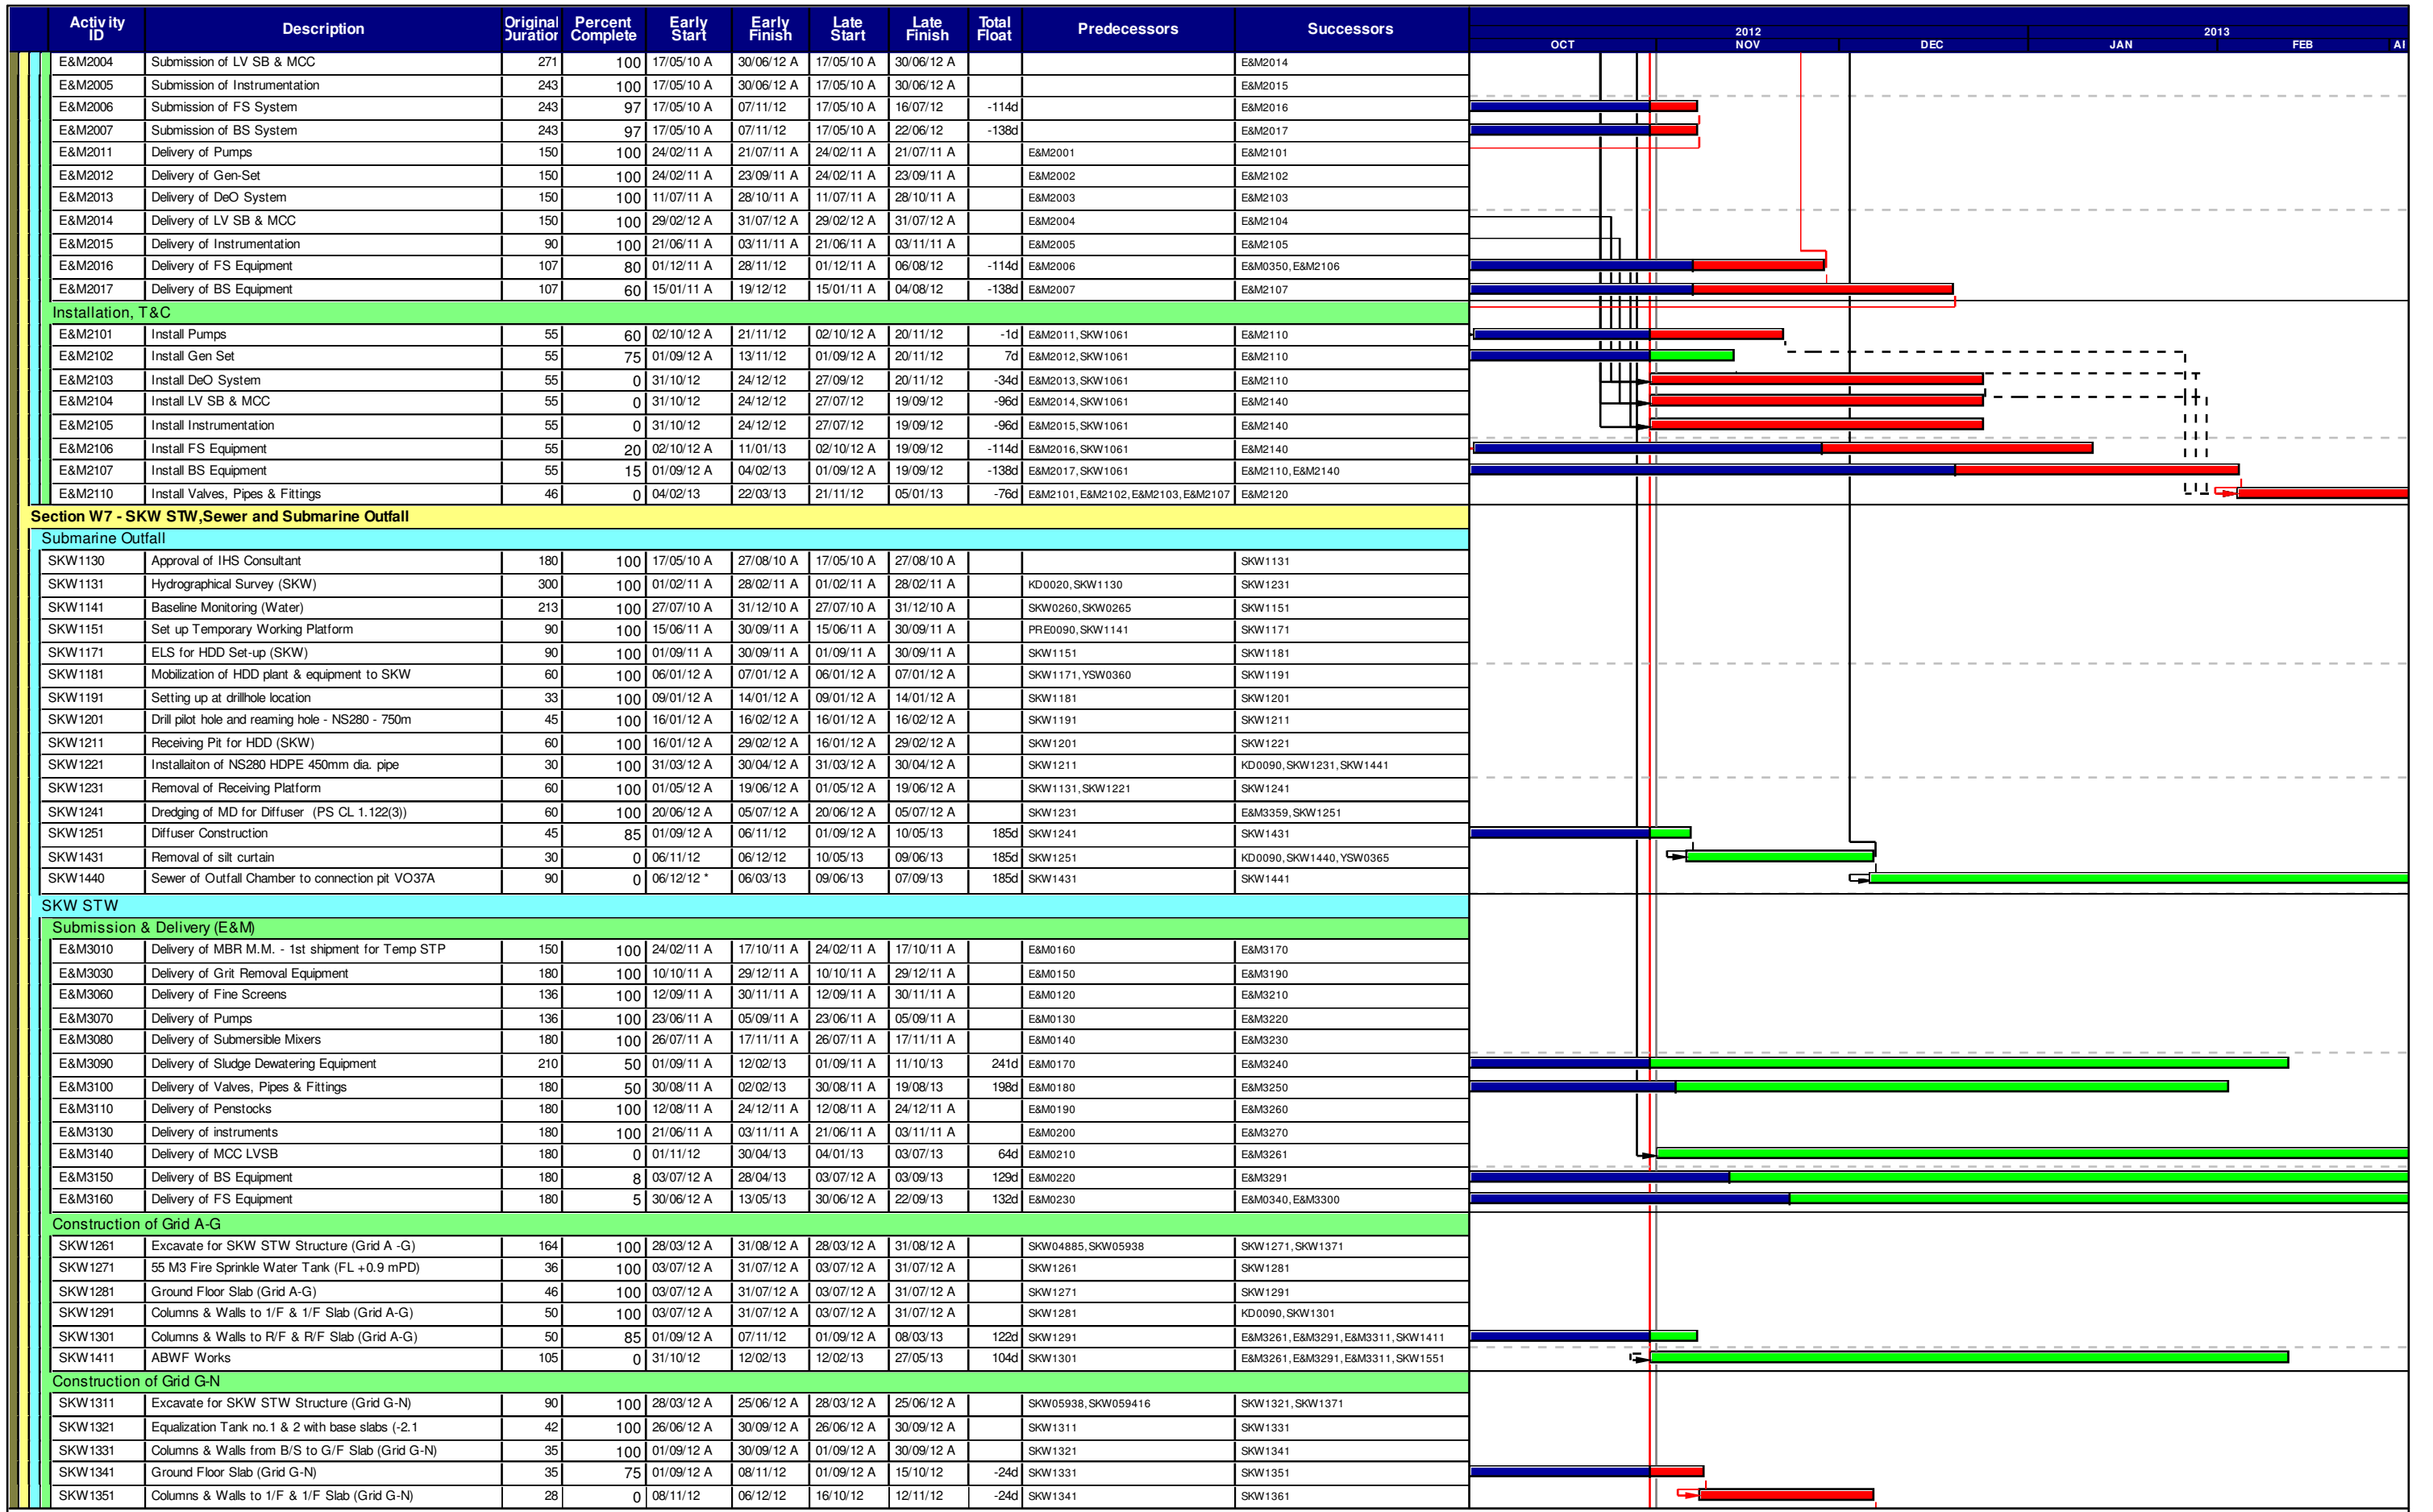 Activity ID Description Original Duration Percent Complete Early Start Early Finish Late Start Late Finish Total Float Predecessors Successors
2012 2013
OCT NOV DEC JAN FEB
E&M2004 Submission of LV SB & MCC 271 100 17/05/10 A 30/06/12 A 17/05/10 A 30/06/12 A E&M2014
E&M2005 Submission of Instrumentation 243 100 17/05/10 A 30/06/12 A 17/05/10 A 30/06/12 A E&M2015
E&M2006 Submission of FS System 243 97 17/05/10 A 07/11/12 17/05/10 A 16/07/12 -114d E&M2016
E&M2007 Submission of BS System 243 97 17/05/10 A 07/11/12 17/05/10 A 22/06/12 -138d E&M2017
E&M2011 Delivery of Pumps 150 100 24/02/11 A 21/07/11 A 24/02/11 A 21/07/11 A E&M2001 E&M2101
E&M2012 Delivery of Gen-Set 150 100 24/02/11 A 23/09/11 A 24/02/11 A 23/09/11 A E&M2002 E&M2102
E&M2013 Delivery of DeO System 150 100 11/07/11 A 28/10/11 A 11/07/11 A 28/10/11 A E&M2003 E&M2103
E&M2014 Delivery of LV SB & MCC 150 100 29/02/12 A 31/07/12 A 29/02/12 A 31/07/12 A E&M2004 E&M2104
E&M2015 Delivery of Instrumentation 90 100 21/06/11 A 03/11/11 A 21/06/11 A 03/11/11 A E&M2005 E&M2105
E&M2016 Delivery of FS Equipment 107 80 01/12/11 A 28/11/12 01/12/11 A 06/08/12 -114d E&M2006 E&M0350, E&M2106
E&M2017 Delivery of BS Equipment 107 60 15/01/11 A 19/12/12 15/01/11 A 04/08/12 -138d E&M2007 E&M2107
Installation, T&C
E&M2101 Install Pumps 55 60 02/10/12 A 21/11/12 02/10/12 A 20/11/12 -1d E&M2011, SKW1061 E&M2110
E&M2102 Install Gen Set 55 75 01/09/12 A 13/11/12 01/09/12 A 20/11/12 7d E&M2012, SKW1061 E&M2110
E&M2103 Install DeO System 55 0 31/10/12 24/12/12 27/09/12 20/11/12 -34d E&M2013, SKW1061 E&M2110
E&M2104 Install LV SB & MCC 55 0 31/10/12 24/12/12 27/07/12 19/09/12 -96d E&M2014, SKW1061 E&M2140
E&M2105 Install Instrumentation 55 0 31/10/12 24/12/12 27/07/12 19/09/12 -96d E&M2015, SKW1061 E&M2140
E&M2106 Install FS Equipment 55 20 02/10/12 A 11/01/13 02/10/12 A 19/09/12 -114d E&M2016, SKW1061 E&M2140
E&M2107 Install BS Equipment 55 15 01/09/12 A 04/02/13 01/09/12 A 19/09/12 -138d E&M2017, SKW1061 E&M2110, E&M2140
E&M2110 Install Valves, Pipes & Fittings 46 0 04/02/13 22/03/13 21/11/12 05/01/13 -76d E&M2101, E&M2102, E&M2103, E&M2107 E&M2120
Section W7 - SKW STW,Sewer and Submarine Outfall
Submarine Outfall
SKW1130 Approval of IHS Consultant 180 100 17/05/10 A 27/08/10 A 17/05/10 A 27/08/10 A SKW1131
SKW1131 Hydrographical Survey (SKW) 300 100 01/02/11 A 28/02/11 A 01/02/11 A 28/02/11 A KD0020, SKW1130 SKW1231
SKW1141 Baseline Monitoring (Water) 213 100 27/07/10 A 31/12/10 A 27/07/10 A 31/12/10 A SKW0260, SKW0265 SKW1151
SKW1151 Set up Temporary Working Platform 90 100 15/06/11 A 30/09/11 A 15/06/11 A 30/09/11 A PRE0090, SKW1141 SKW1171
SKW1171 ELS for HDD Set-up (SKW) 90 100 01/09/11 A 30/09/11 A 01/09/11 A 30/09/11 A SKW1151 SKW1181
SKW1181 Mobilization of HDD plant & equipment to SKW 60 100 06/01/12 A 07/01/12 A 06/01/12 A 07/01/12 A SKW1171, YSW0360 SKW1191
SKW1191 Setting up at drillhole location 33 100 09/01/12 A 14/01/12 A 09/01/12 A 14/01/12 A SKW1181 SKW1201
SKW1201 Drill pilot hole and reaming hole - NS280 - 750m 45 100 16/01/12 A 16/02/12 A 16/01/12 A 16/02/12 A SKW1191 SKW1211
SKW1211 Receiving Pit for HDD (SKW) 60 100 16/01/12 A 29/02/12 A 16/01/12 A 29/02/12 A SKW1201 SKW1221
SKW1221 Installaiton of NS280 HDPE 450mm dia. pipe 30 100 31/03/12 A 30/04/12 A 31/03/12 A 30/04/12 A SKW1211 KD0090, SKW1231, SKW1441
SKW1231 Removal of Receiving Platform 60 100 01/05/12 A 19/06/12 A 01/05/12 A 19/06/12 A SKW1131, SKW1221 SKW1241
SKW1241 Dredging of MD for Diffuser (PS CL 1.122(3)) 60 100 20/06/12 A 05/07/12 A 20/06/12 A 05/07/12 A SKW1231 E&M3359, SKW1251
SKW1251 Diffuser Construction 45 85 01/09/12 A 06/11/12 01/09/12 A 10/05/13 185d SKW1241 SKW1431
SKW1431 Removal of silt curtain 30 0 06/11/12 06/12/12 10/05/13 09/06/13 185d SKW1251 KD0090, SKW1440, YSW0365
SKW1440 Sewer of Outfall Chamber to connection pit VO37A 90 0 06/12/12 * 06/03/13 09/06/13 07/09/13 185d SKW1431 SKW1441
SKW STW
Submission & Delivery (E&M)
E&M3010 Delivery of MBR M.M. - 1st shipment for Temp STP 150 100 24/02/11 A 17/10/11 A 24/02/11 A 17/10/11 A E&M0160 E&M3170
E&M3030 Delivery of Grit Removal Equipment 180 100 10/10/11 A 29/12/11 A 10/10/11 A 29/12/11 A E&M0150 E&M3190
E&M3060 Delivery of Fine Screens 136 100 12/09/11 A 30/11/11 A 12/09/11 A 30/11/11 A E&M0120 E&M3210
E&M3070 Delivery of Pumps 136 100 23/06/11 A 05/09/11 A 23/06/11 A 05/09/11 A E&M0130 E&M3220
E&M3080 Delivery of Submersible Mixers 180 100 26/07/11 A 17/11/11 A 26/07/11 A 17/11/11 A E&M0140 E&M3230
E&M3090 Delivery of Sludge Dewatering Equipment 210 50 01/09/11 A 12/02/13 01/09/11 A 11/10/13 241d E&M0170 E&M3240
E&M3100 Delivery of Valves, Pipes & Fittings 180 50 30/08/11 A 02/02/13 30/08/11 A 19/08/13 198d E&M0180 E&M3250
E&M3110 Delivery of Penstocks 180 100 12/08/11 A 24/12/11 A 12/08/11 A 24/12/11 A E&M0190 E&M3260
E&M3130 Delivery of instruments 180 100 21/06/11 A 03/11/11 A 21/06/11 A 03/11/11 A E&M0200 E&M3270
E&M3140 Delivery of MCC LVSB 180 0 01/11/12 30/04/13 04/01/13 03/07/13 64d E&M0210 E&M3261
E&M3150 Delivery of BS Equipment 180 8 03/07/12 A 28/04/13 03/07/12 A 03/09/13 129d E&M0220 E&M3291
E&M3160 Delivery of FS Equipment 180 5 30/06/12 A 13/05/13 30/06/12 A 22/09/13 132d E&M0230 E&M0340, E&M3300
Construction of Grid A-G
SKW1261 Excavate for SKW STW Structure (Grid A -G) 164 100 28/03/12 A 31/08/12 A 28/03/12 A 31/08/12 A SKW04885, SKW05938 SKW1271, SKW1371
SKW1271 55 M3 Fire Sprinkle Water Tank (FL +0.9 mPD) 36 100 03/07/12 A 31/07/12 A 03/07/12 A 31/07/12 A SKW1261 SKW1281
SKW1281 Ground Floor Slab (Grid A-G) 46 100 03/07/12 A 31/07/12 A 03/07/12 A 31/07/12 A SKW1271 SKW1291
SKW1291 Columns & Walls to 1/F & 1/F Slab (Grid A-G) 50 100 03/07/12 A 31/07/12 A 03/07/12 A 31/07/12 A SKW1281 KD0090, SKW1301
SKW1301 Columns & Walls to R/F & R/F Slab (Grid A-G) 50 85 01/09/12 A 07/11/12 01/09/12 A 08/03/13 122d SKW1291 E&M3261, E&M3291, E&M3311, SKW1411
SKW1411 ABWF Works 105 0 31/10/12 12/02/13 12/02/13 27/05/13 104d SKW1301 E&M3261, E&M3291, E&M3311, SKW1551
Construction of Grid G-N
SKW1311 Excavate for SKW STW Structure (Grid G-N) 90 100 28/03/12 A 25/06/12 A 28/03/12 A 25/06/12 A SKW05938, SKW059416 SKW1321, SKW1371
SKW1321 Equalization Tank no.1 & 2 with base slabs (-2.1 42 100 26/06/12 A 30/09/12 A 26/06/12 A 30/09/12 A SKW1311 SKW1331
SKW1331 Columns & Walls from B/S to G/F Slab (Grid G-N) 35 100 01/09/12 A 30/09/12 A 01/09/12 A 30/09/12 A SKW1321 SKW1341
SKW1341 Ground Floor Slab (Grid G-N) 35 75 01/09/12 A 08/11/12 01/09/12 A 15/10/12 -24d SKW1331 SKW1351
SKW1351 Columns & Walls to 1/F & 1/F Slab (Grid G-N) 28 0 08/11/12 06/12/12 16/10/12 12/11/12 -24d SKW1341 SKW1361